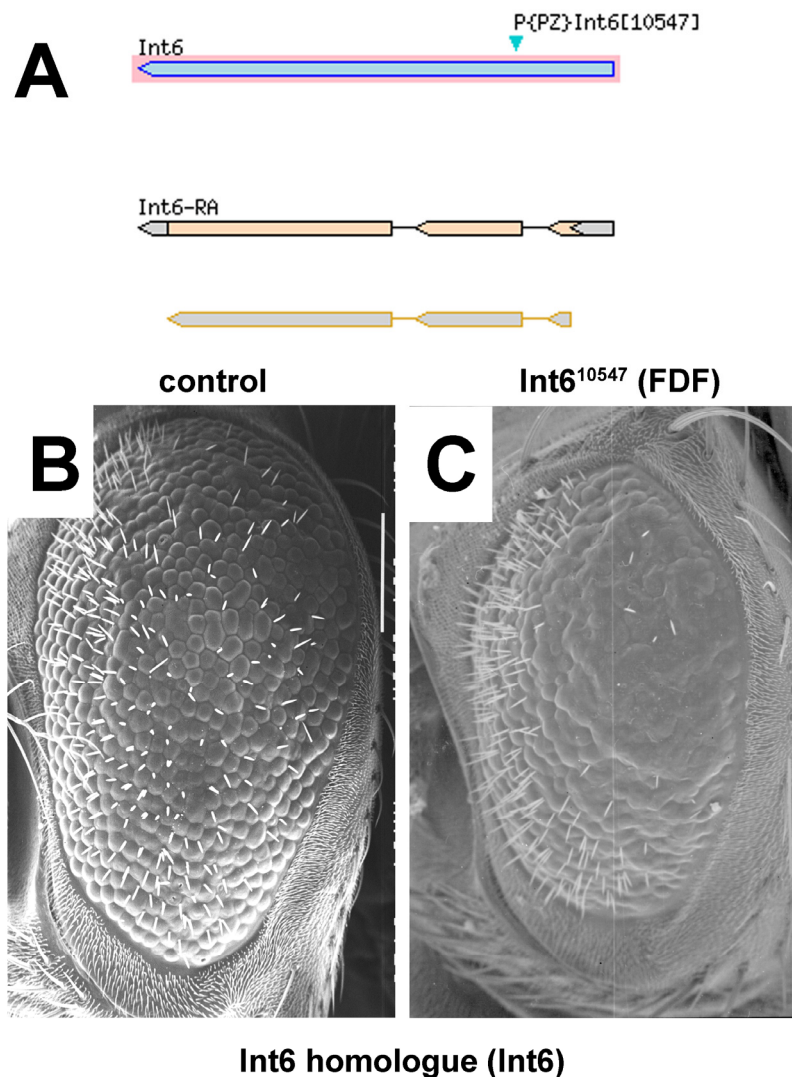 A
P{PZ}Int6[10547]
Int6
Int6-RA
control
Int6¹⁰⁵⁴⁷ (FDF)
B
C
Int6 homologue (Int6)